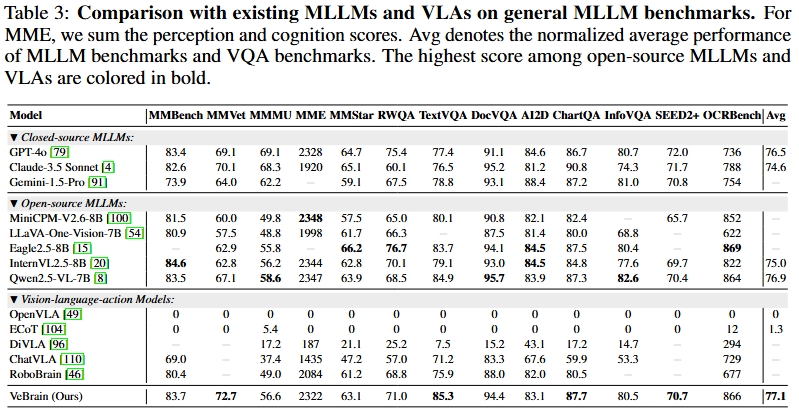 Table 3: Comparison with existing MLLMs and VLAs on general MLLM benchmarks. For
MME, we sum the perception and cognition scores. Avg denotes the normalized average performance
of MLLM benchmarks and VQA benchmarks. The highest score among open-source MLLMs and
VLAs are colored in bold.
Model MMBench MMVet MMMU MME MMStar RWQA TextVQA DocVQA AI2D ChartQA InfoVQA SEED2+ OCRBench Avg
▼ Closed-source MLLMs:
GPT-4o [79] 83.4 69.1 69.1 2328 64.7 75.4 77.4 91.1 84.6 86.7 80.7 72.0 736 76.5
Claude-3.5 Sonnet [4] 82.6 70.1 68.3 1920 65.1 60.1 76.5 95.2 81.2 90.8 74.3 71.7 788 74.6
Gemini-1.5-Pro [91] 73.9 64.0 62.2 – 59.1 67.5 78.8 93.1 88.4 87.2 81.0 70.8 754 –
▼ Open-source MLLMs:
MiniCPM-V2.6-8B [100] 81.5 60.0 49.8 2348 57.5 65.0 80.1 90.8 82.1 82.4 – 65.7 852 –
LLaVA-One-Vision-7B [54] 80.9 57.5 48.8 1998 61.7 66.3 – 87.5 81.4 80.0 68.8 – 622 –
Eagle2.5-8B [15] – 62.9 55.8 – 66.2 76.7 83.7 94.1 84.5 87.5 80.4 – 869 –
InternVL2.5-8B [20] 84.6 62.8 56.2 2344 62.8 70.1 79.1 93.0 84.5 84.8 77.6 69.7 822 75.0
Qwen2.5-VL-7B [8] 83.5 67.1 58.6 2347 63.9 68.5 84.9 95.7 83.9 87.3 82.6 70.4 864 76.9
▼ Vision-language-action Models:
OpenVLA [49] 0 0 0 0 0 0 0 0 0 0 0 0 0 0
ECoT [104] 0 0 5.4 0 0 0 0 0 0 0 0 0 12 1.3
DiVLA [96] – – 17.2 187 21.1 25.2 7.5 15.2 43.1 17.2 14.7 – 294 –
ChatVLA [110] 69.0 – 37.4 1435 47.2 57.0 71.2 83.3 67.6 59.9 53.3 – 729 –
RoboBrain [46] 80.4 – 49.0 2084 61.2 68.8 75.9 88.0 82.0 80.5 – – 677 –
VeBrain (Ours) 83.7 72.7 56.6 2322 63.1 71.0 85.3 94.4 83.1 87.7 80.5 70.7 866 77.1